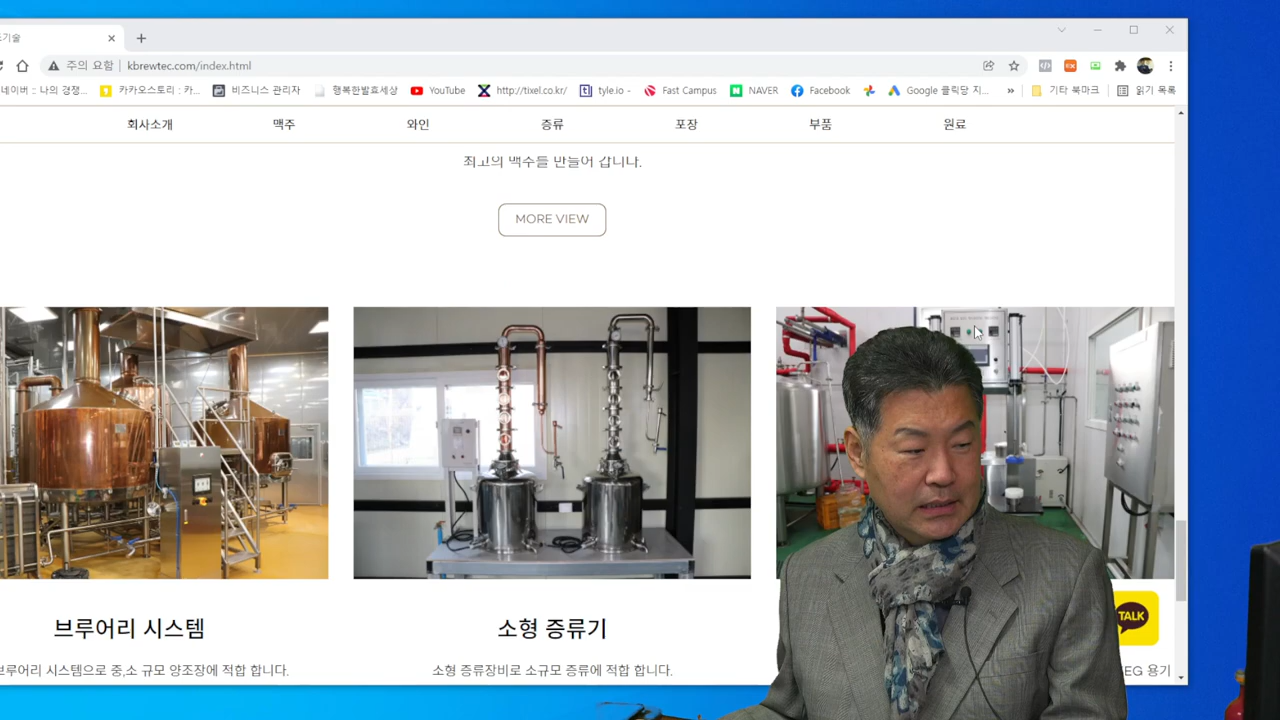 기술
주의 요함
kbrewtec.com/index.html
네이버 :: 나의 경쟁...
카카오스토리 : 카...
비즈니스 관리자
행복한발효세상
YouTube
http://tixel.co.kr/
tyle.io -
Fast Campus
NAVER
Facebook
Google 클릭당 지...
»
기타 북마크
읽기 목록
회사소개
맥주
와인
증류
포장
부품
원료
만들어 갑니다.
MORE VIEW
브루어리 시스템
소형 증류기
TALK
브루어리 시스템으로 중,소 규모 양조장에 적합 합니다.
소형 증류장비로 소규모 증류에 적합 합니다.
EG 용기